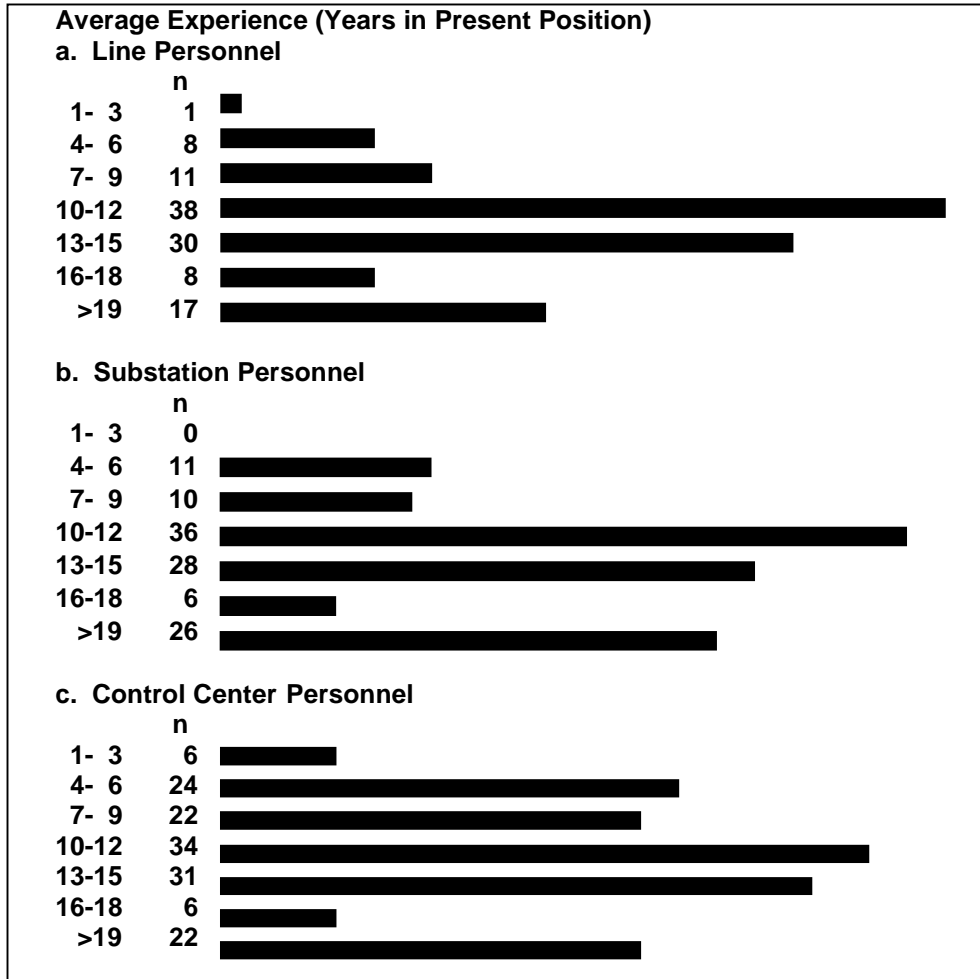 Average Experience (Years in Present Position)
a. Line Personnel
n
1- 3 1
4- 6 8
7- 9 11
10-12 38
13-15 30
16-18 8
>19 17
b. Substation Personnel
n
1- 3 0
4- 6 11
7- 9 10
10-12 36
13-15 28
16-18 6
>19 26
c. Control Center Personnel
n
1- 3 6
4- 6 24
7- 9 22
10-12 34
13-15 31
16-18 6
>19 22